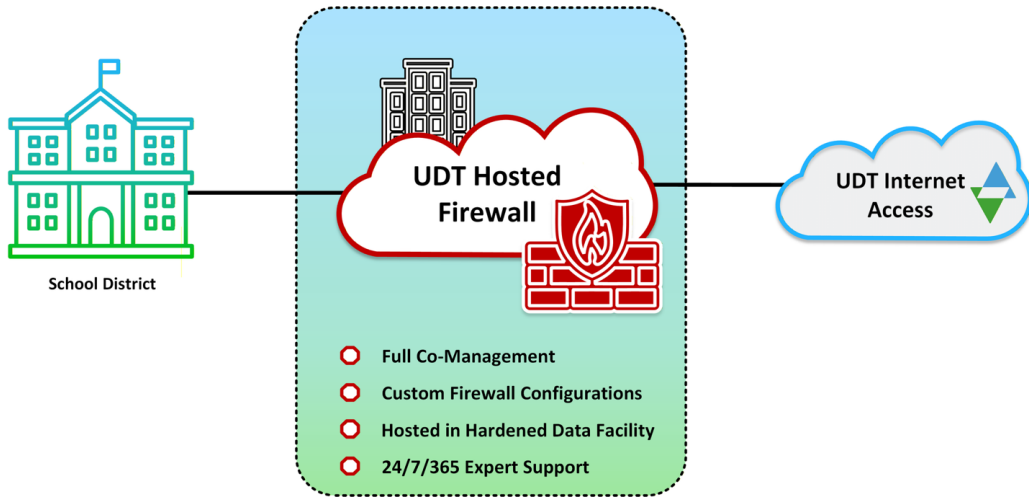 School District
UDT Hosted
Firewall
Full Co-Management
Custom Firewall Configurations
Hosted in Hardened Data Facility
24/7/365 Expert Support
UDT Internet
Access